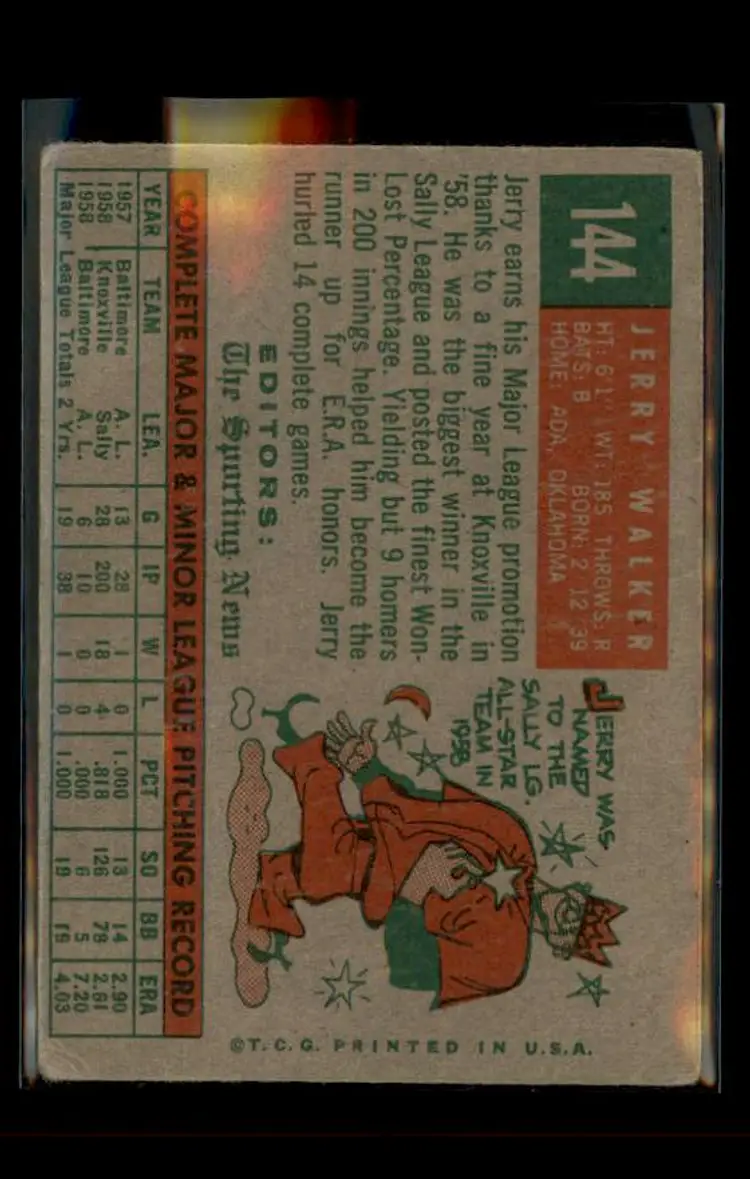 144
JERRY WALKER
HT: 6'1" WT: 185 THROWS: R
BATS: B BORN: 2 12 39
HOME: ADA, OKLAHOMA
Jerry earns his Major League promotion
thanks to a fine year at Knoxville in
'58. He was the biggest winner in the
Sally League and posted the finest Won-
Lost Percentage. Yielding but 9 homers
in 200 innings helped him become the
runner up for E.R.A. honors. Jerry
hurled 14 complete games.
EDITORS:
The Sporting News
JERRY WAS
NAMED
TO THE
SALLY LG.
ALL-STAR
TEAM IN
1958
COMPLETE MAJOR & MINOR LEAGUE PITCHING RECORD
YEAR TEAM LEA. G IP W L PCT SO BB ERA
1957 Baltimore A. L. 13 28 1 0 1.000 13 14 2.90
1958 Knoxville Sally 28 200 18 4 .818 126 78 2.61
1958 Baltimore A. L. 6 10 0 0 .000 6 5 7.20
Major League Totals 2 Yrs. 19 38 1 0 1.000 19 19 4.03
©T.C.G. PRINTED IN U.S.A.